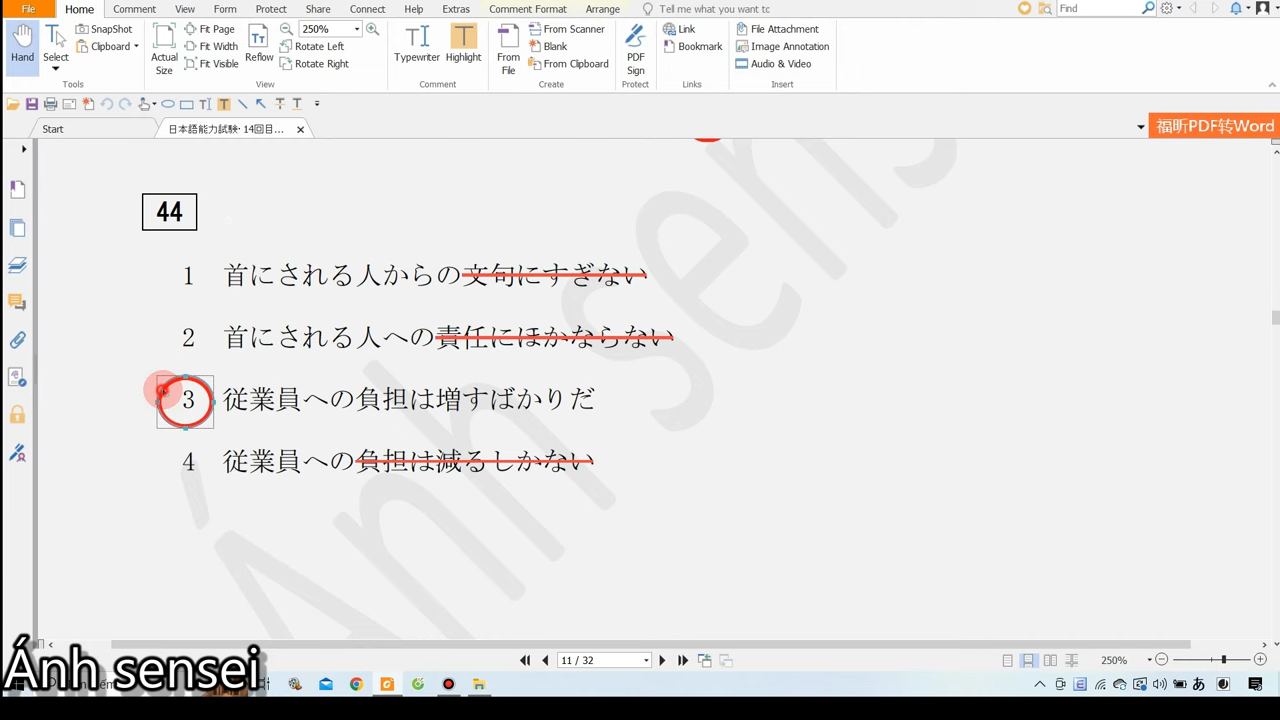 File Home Comment View Form Protect Share Connect Help Extras Comment Format Arrange Tell me what you want tc Find
SnapShot Fit Page 250% From Scanner Link File Attachment
Clipboard Fit Width Rotate Left Blank Bookmark Image Annotation
Fit Visible Rotate Right From Clipboard Audio & Video
Hand Select Actual Size Reflow Typewriter Highlight From File PDF Sign
Tools View Comment Create Protect Links Insert
Start 日本語能力試験· 14回目... 福昕PDF转Word
44
1 首にされる人からの文句にすぎない
2 首にされる人への責任にほかならない
3 従業員への負担は増すばかりだ
4 従業員への負担は減るしかない
Ánh sens
11 / 32 250%
Ánh sensei
あ